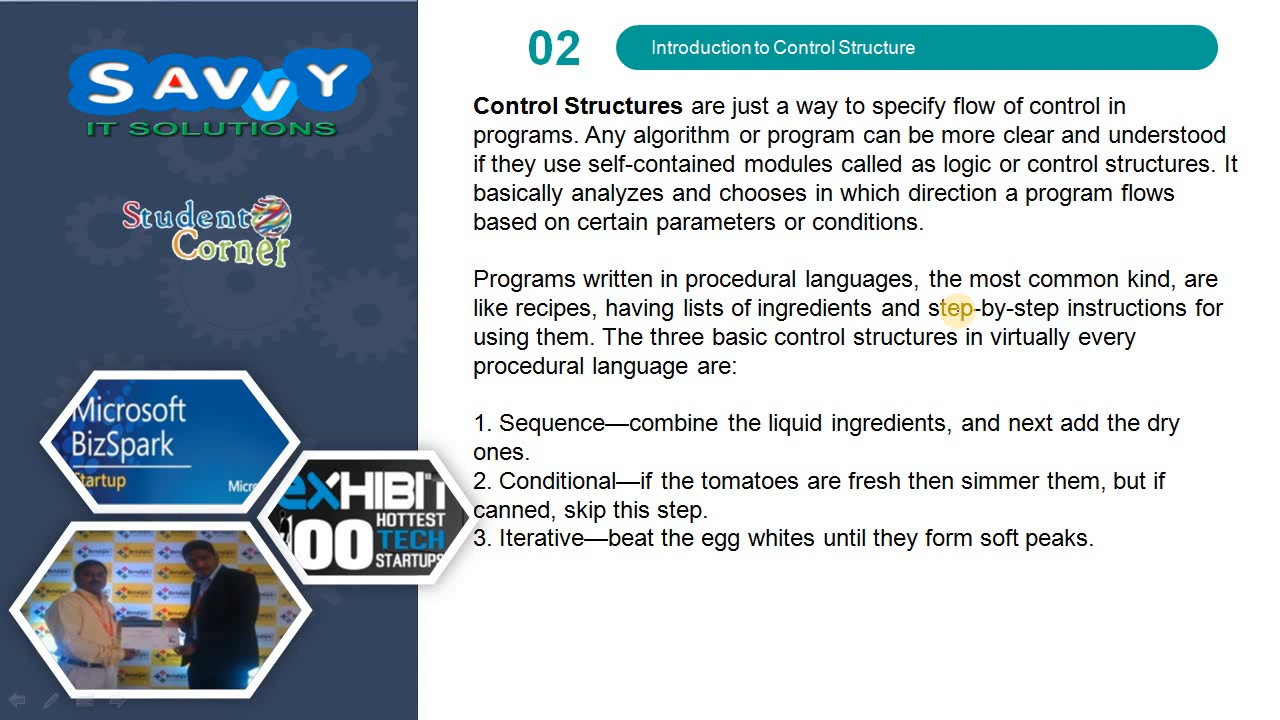 SAVVY
IT SOLUTIONS
Student
Corner
Microsoft
BizSpark
Startup
Micr
eXHIBIT
100
HOTTEST
TECH
STARTUPS
02
Introduction to Control Structure
Control Structures are just a way to specify flow of control in
programs. Any algorithm or program can be more clear and understood
if they use self-contained modules called as logic or control structures. It
basically analyzes and chooses in which direction a program flows
based on certain parameters or conditions.
Programs written in procedural languages, the most common kind, are
like recipes, having lists of ingredients and step-by-step instructions for
using them. The three basic control structures in virtually every
procedural language are:
1. Sequence—combine the liquid ingredients, and next add the dry
ones.
2. Conditional—if the tomatoes are fresh then simmer them, but if
canned, skip this step.
3. Iterative—beat the egg whites until they form soft peaks.